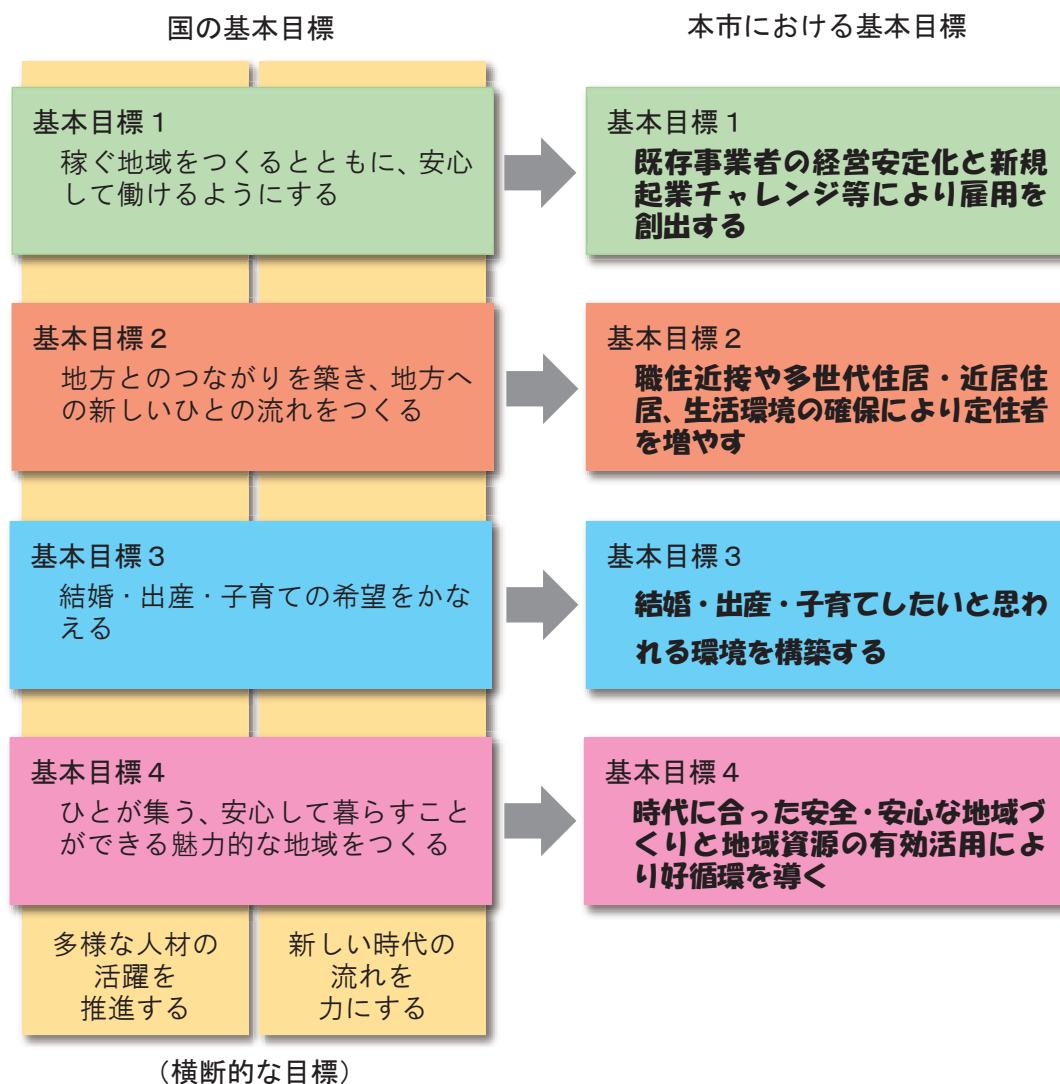 国の基本目標
本市における基本目標
基本目標1
稼ぐ地域をつくるとともに、安心
して働けるようにする
基本目標1
既存事業者の経営安定化と新規
起業チャレンジ等により雇用を
創出する
基本目標2
地方とのつながりを築き、地方へ
の新しいひとの流れをつくる
基本目標2
職住近接や多世代住居・近居住
居、生活環境の確保により定住者
を増やす
基本目標3
結婚・出産・子育ての希望をかな
える
基本目標3
結婚・出産・子育てしたいと思わ
れる環境を構築する
基本目標4
ひとが集う、安心して暮らすこと
ができる魅力的な地域をつくる
基本目標4
時代に合った安全・安心な地域づ
くりと地域資源の有効活用によ
り好循環を導く
多様な人材の
活躍を
推進する
新しい時代の
流れを
力にする
(横断的な目標)